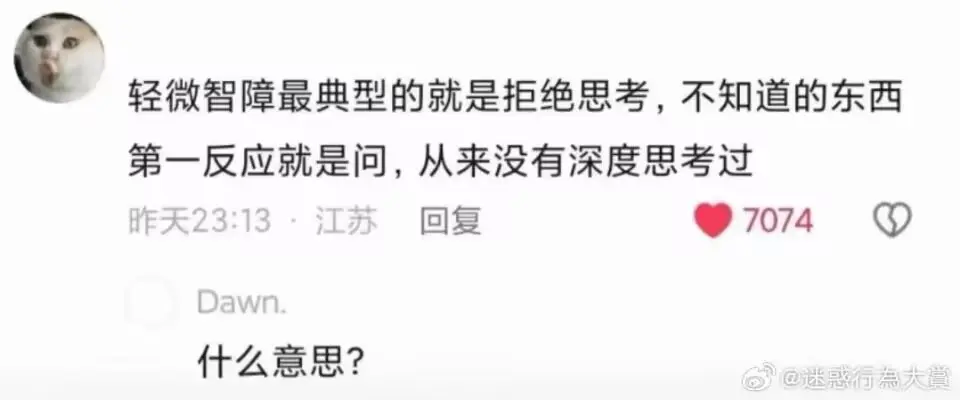 轻微智障最典型的就是拒绝思考，不知道的东西
第一反应就是问，从来没有深度思考过
昨天23:13 · 江苏 回复 7074
Dawn.
什么意思?
@迷惑行為大賞